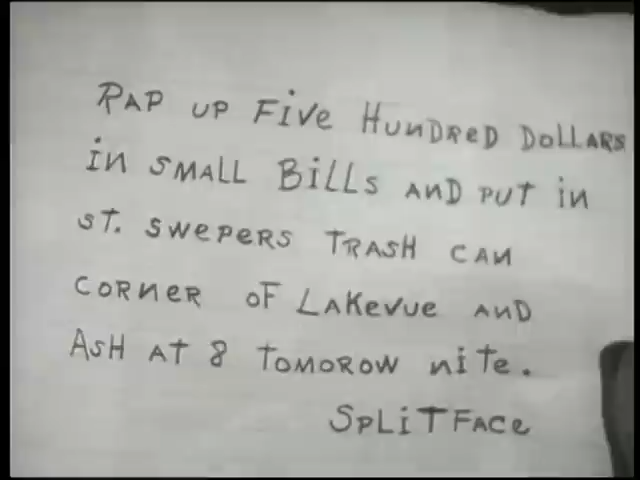 RAP UP FIVE HUNDRED DOLLARS
IN SMALL BILLS AND PUT IN
ST. SWEPERS TRASH CAN
CORNER OF LAKEVUE AND
ASH AT 8 TOMOROW NITE.
SPLITFACE